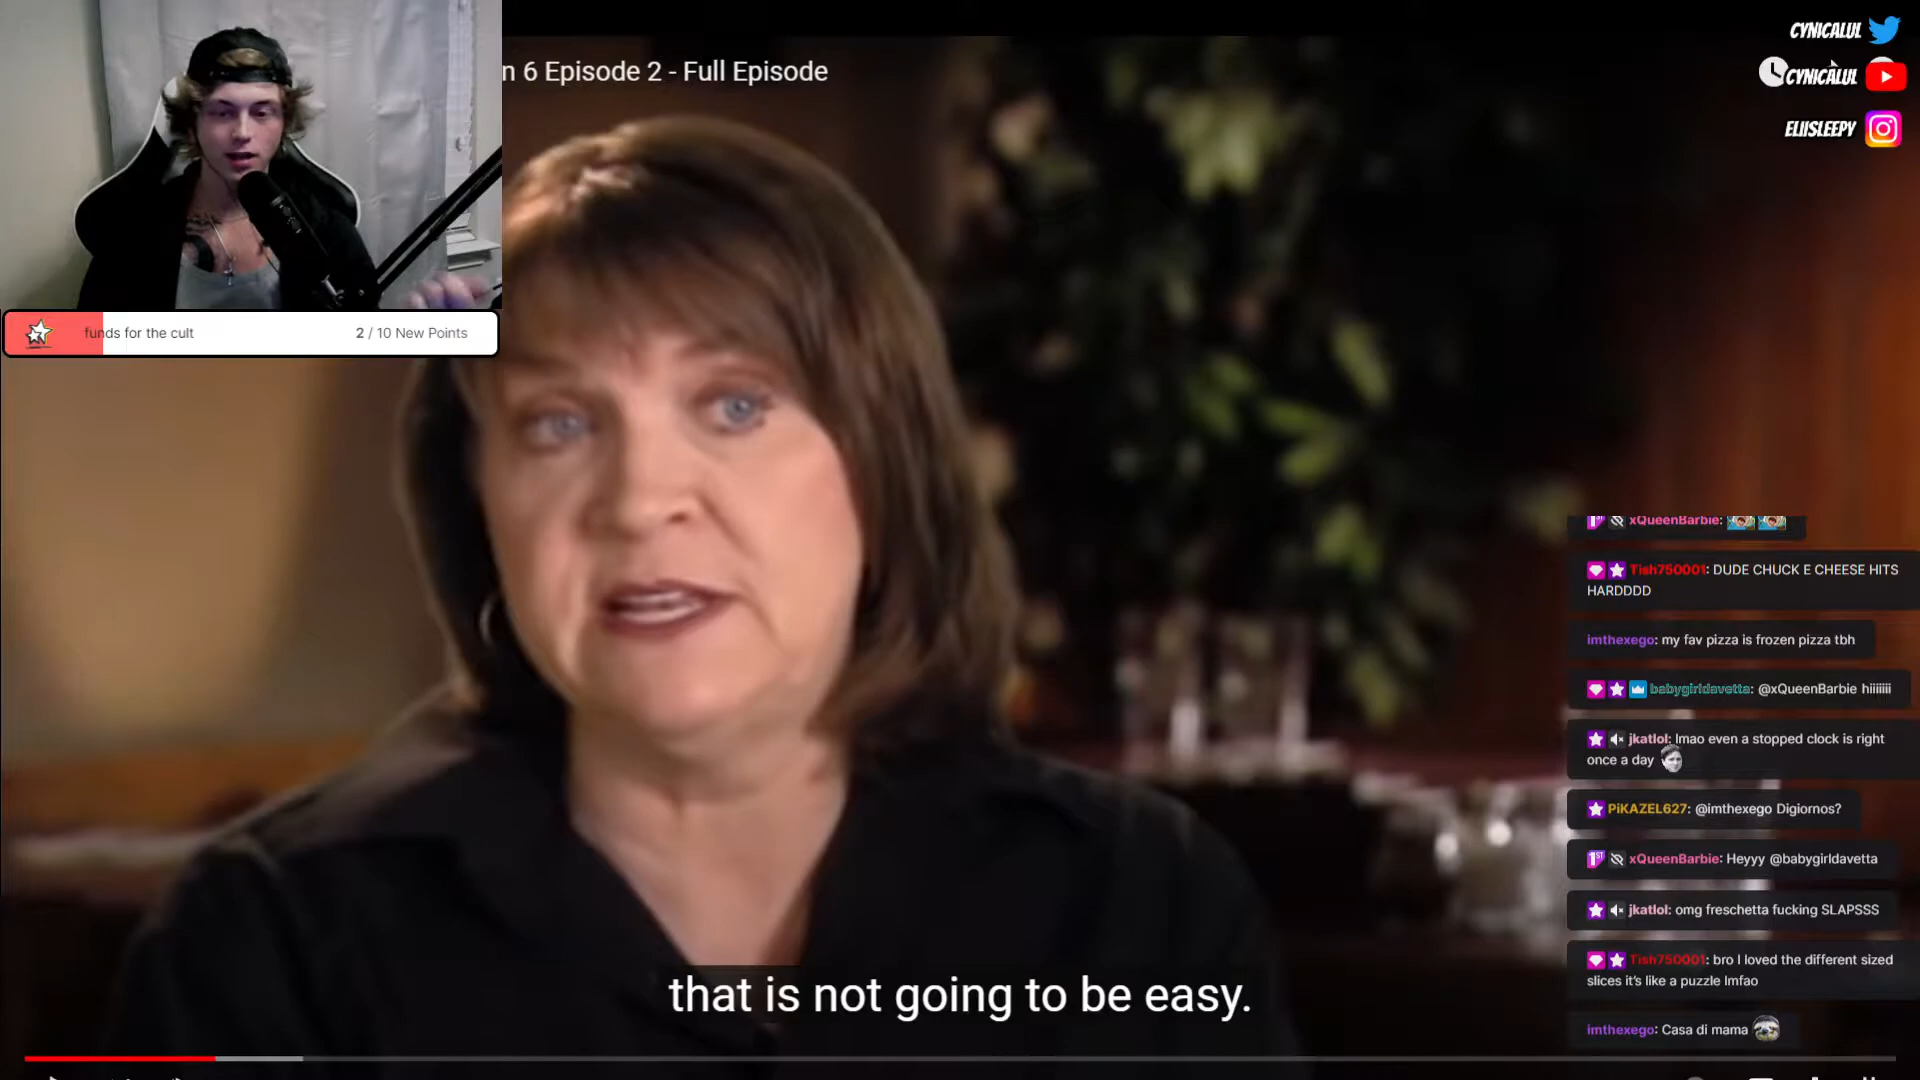 n 6 Episode 2 - Full Episode
CYNICALUL
CYNICALUL
ELIISLEEPY
funds for the cult 2 / 10 New Points
xQueenBarbie:
Tish750001: DUDE CHUCK E CHEESE HITS
HARDDDD
imthexego: my fav pizza is frozen pizza tbh
babygirldavetta: @xQueenBarbie hiiiiiii
jkatlol: lmao even a stopped clock is right
once a day
PiKAZEL627: @imthexego Digiornos?
xQueenBarbie: Heyyy @babygirldavetta
jkatlol: omg freschetta fucking SLAPSSS
Tish750001: bro I loved the different sized
slices it's like a puzzle lmfao
imthexego: Casa di mama
that is not going to be easy.